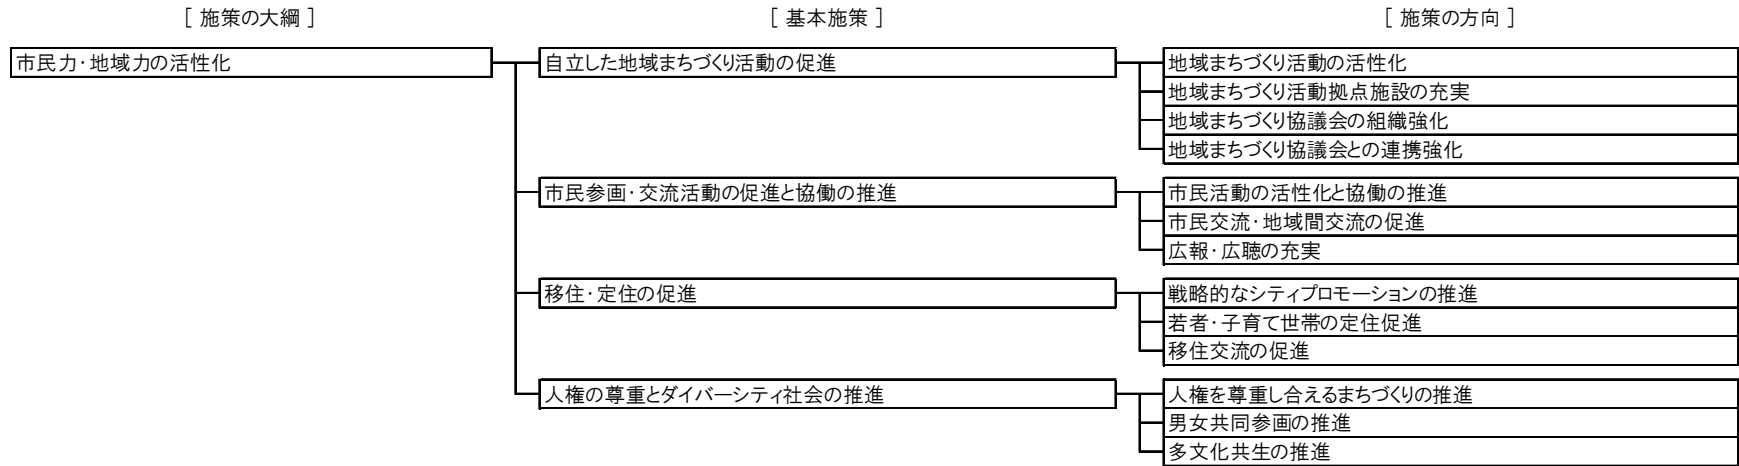 [ 施策の大綱 ]
[ 基本施策 ]
[ 施策の方向 ]
市民力・地域力の活性化
自立した地域まちづくり活動の促進
地域まちづくり活動の活性化
地域まちづくり活動拠点施設の充実
地域まちづくり協議会の組織強化
地域まちづくり協議会との連携強化
市民参画・交流活動の促進と協働の推進
市民活動の活性化と協働の推進
市民交流・地域間交流の促進
広報・広聴の充実
移住・定住の促進
戦略的なシティプロモーションの推進
若者・子育て世帯の定住促進
移住交流の促進
人権の尊重とダイバーシティ社会の推進
人権を尊重し合えるまちづくりの推進
男女共同参画の推進
多文化共生の推進